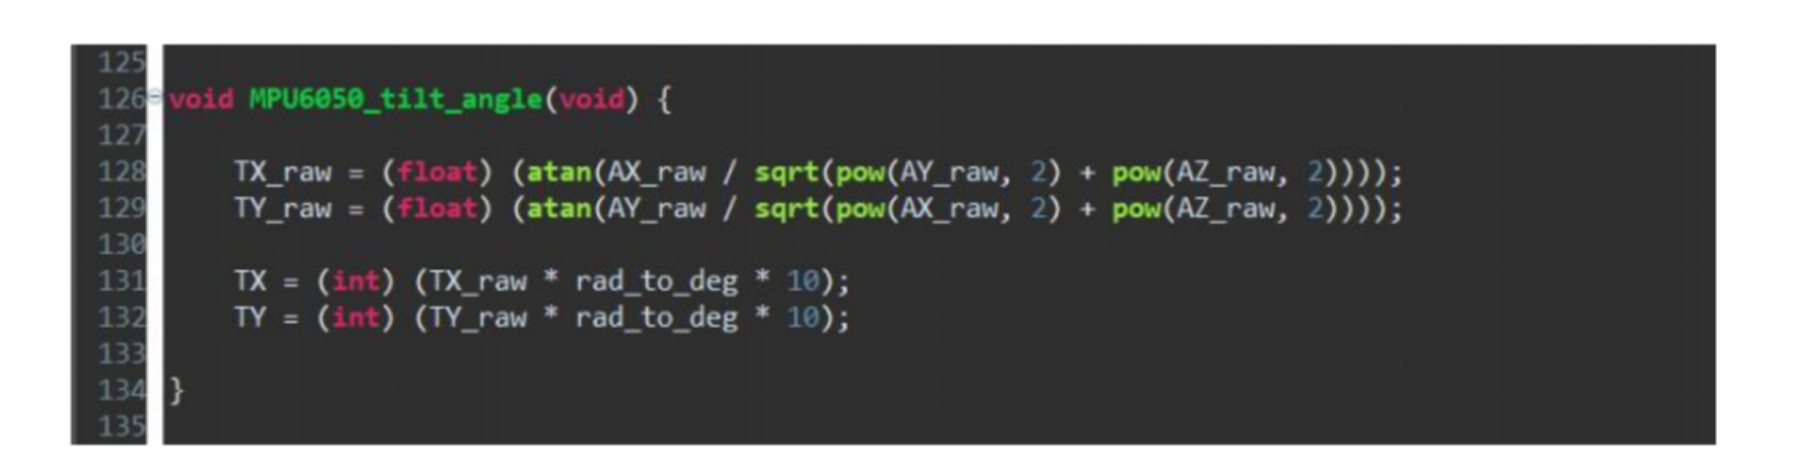 125
126 void MPU6050_tilt_angle(void) {
127
128 TX_raw = (float) (atan(AX_raw / sqrt(pow(AY_raw, 2) + pow(AZ_raw, 2))));
129 TY_raw = (float) (atan(AY_raw / sqrt(pow(AX_raw, 2) + pow(AZ_raw, 2))));
130
131 TX = (int) (TX_raw * rad_to_deg * 10);
132 TY = (int) (TY_raw * rad_to_deg * 10);
133
134 }
135